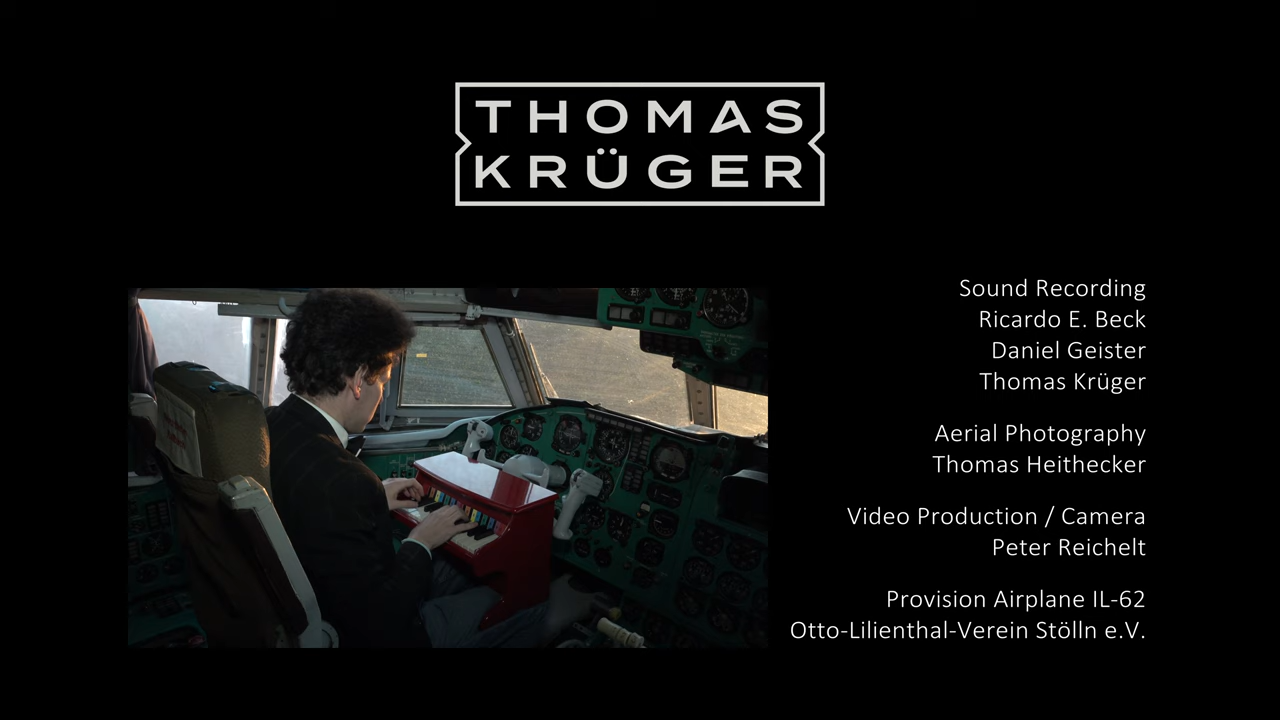 THOMAS
KRÜGER
Sound Recording
Ricardo E. Beck
Daniel Geister
Thomas Krüger
Aerial Photography
Thomas Heithecker
Video Production / Camera
Peter Reichelt
Provision Airplane IL-62
Otto-Lilienthal-Verein Stölln e.V.